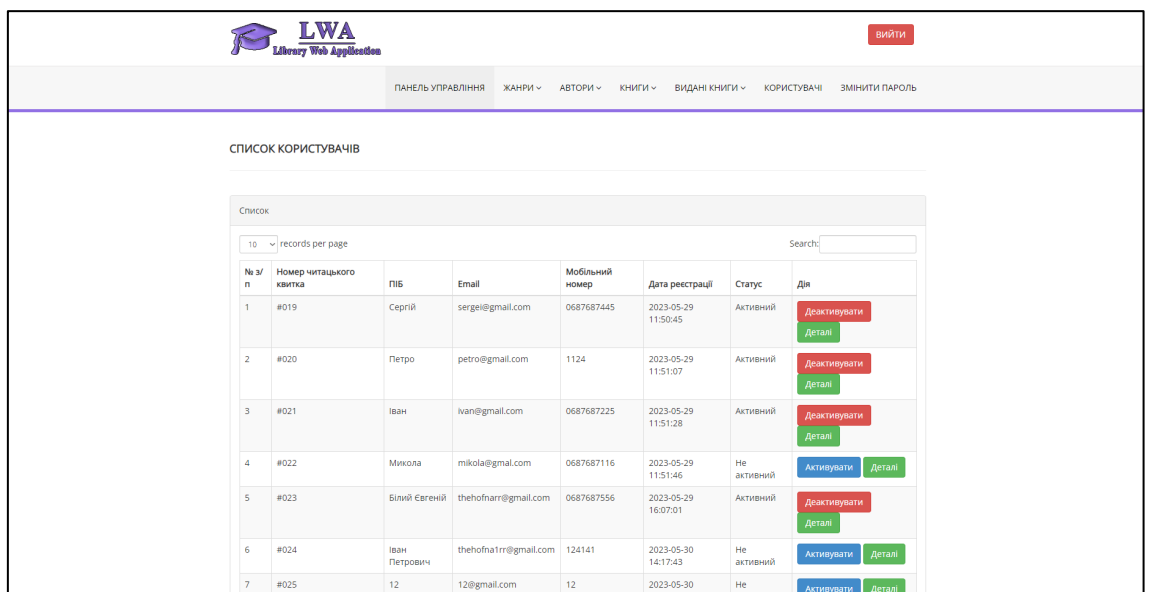 LWA
Library Web Application
ВИЙТИ
ПАНЕЛЬ УПРАВЛІННЯ ЖАНРИ АВТОРИ КНИГИ ВИДАНІ КНИГИ КОРИСТУВАЧІ ЗМІНИТИ ПАРОЛЬ
СПИСОК КОРИСТУВАЧІВ
Список
10 records per page Search:
№ з/п Номер читацького квитка ПІБ Email Мобільний номер Дата реєстрації Статус Дія
1 #019 Сергій sergei@gmail.com 0687687445 2023-05-29 11:50:45 Активний Деактивувати Деталі
2 #020 Петро petro@gmail.com 1124 2023-05-29 11:51:07 Активний Деактивувати Деталі
3 #021 Іван ivan@gmail.com 0687687225 2023-05-29 11:51:28 Активний Деактивувати Деталі
4 #022 Микола mikola@gmal.com 0687687116 2023-05-29 11:51:46 Не активний Активувати Деталі
5 #023 Білий Євгеній thehofnarr@gmail.com 0687687556 2023-05-29 16:07:01 Активний Деактивувати Деталі
6 #024 Іван Петрович thehofna1rr@gmail.com 124141 2023-05-30 14:17:43 Не активний Активувати Деталі
7 #025 12 12@gmail.com 12 2023-05-30 Не Активувати Деталі